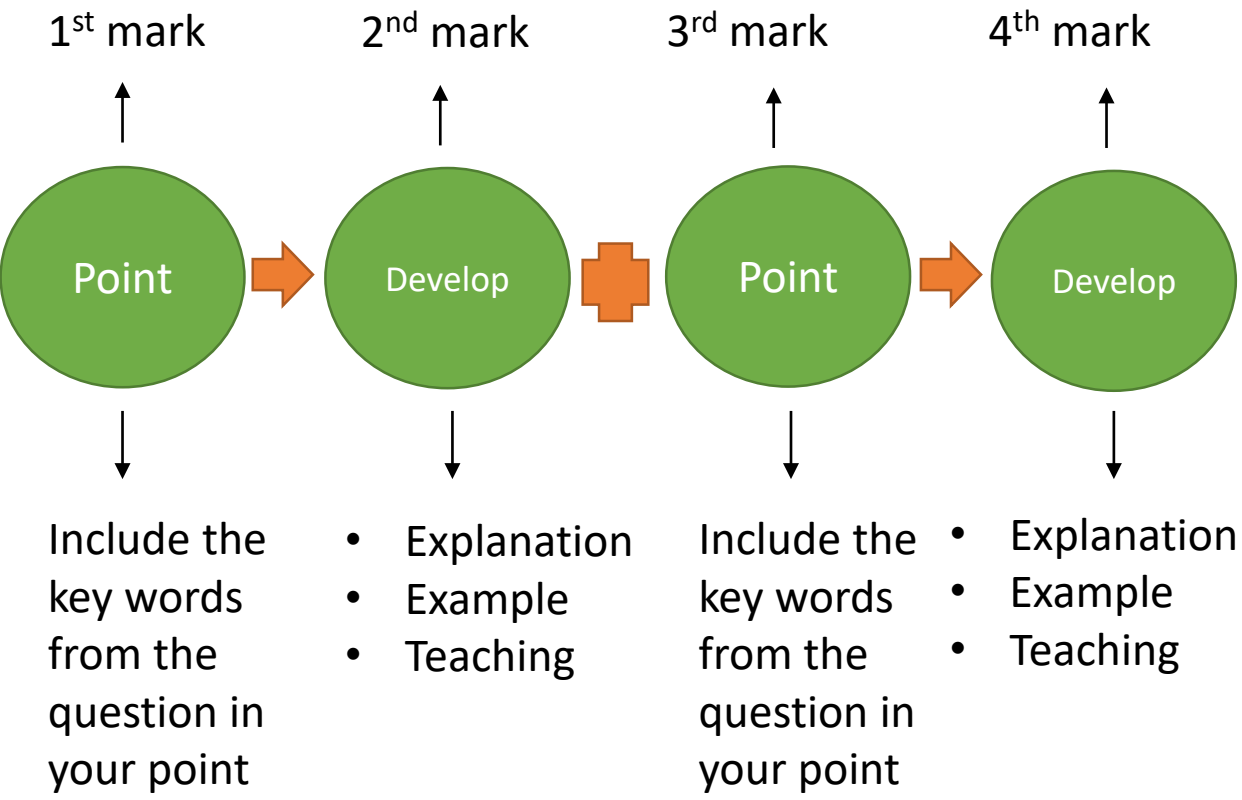 1st mark
2nd mark
3rd mark
4th mark
Point
Develop
Point
Develop
Include the
key words
from the
question in
your point
• Explanation
• Example
• Teaching
Include the
key words
from the
question in
your point
• Explanation
• Example
• Teaching